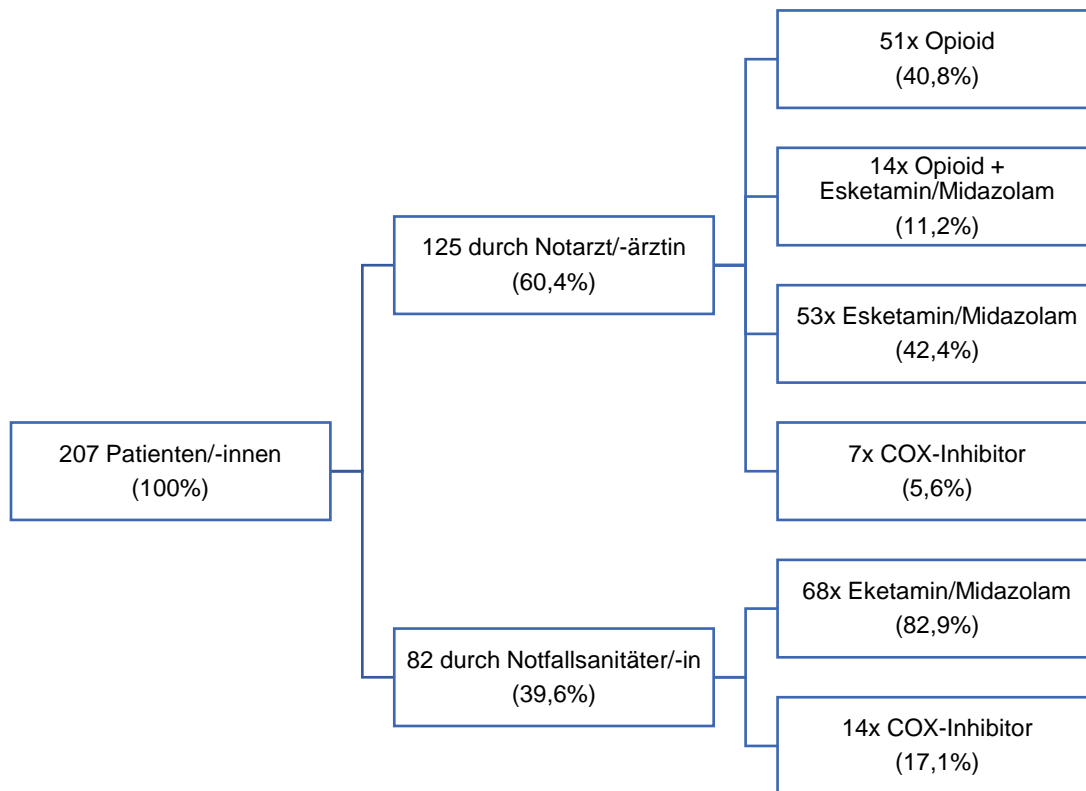 207 Patienten/-innen
(100%)
125 durch Notarzt/-ärztin
(60,4%)
51x Opioid
(40,8%)
14x Opioid +
Esketamin/Midazolam
(11,2%)
53x Esketamin/Midazolam
(42,4%)
7x COX-Inhibitor
(5,6%)
82 durch Notfallsanitäter/-in
(39,6%)
68x Eketamin/Midazolam
(82,9%)
14x COX-Inhibitor
(17,1%)